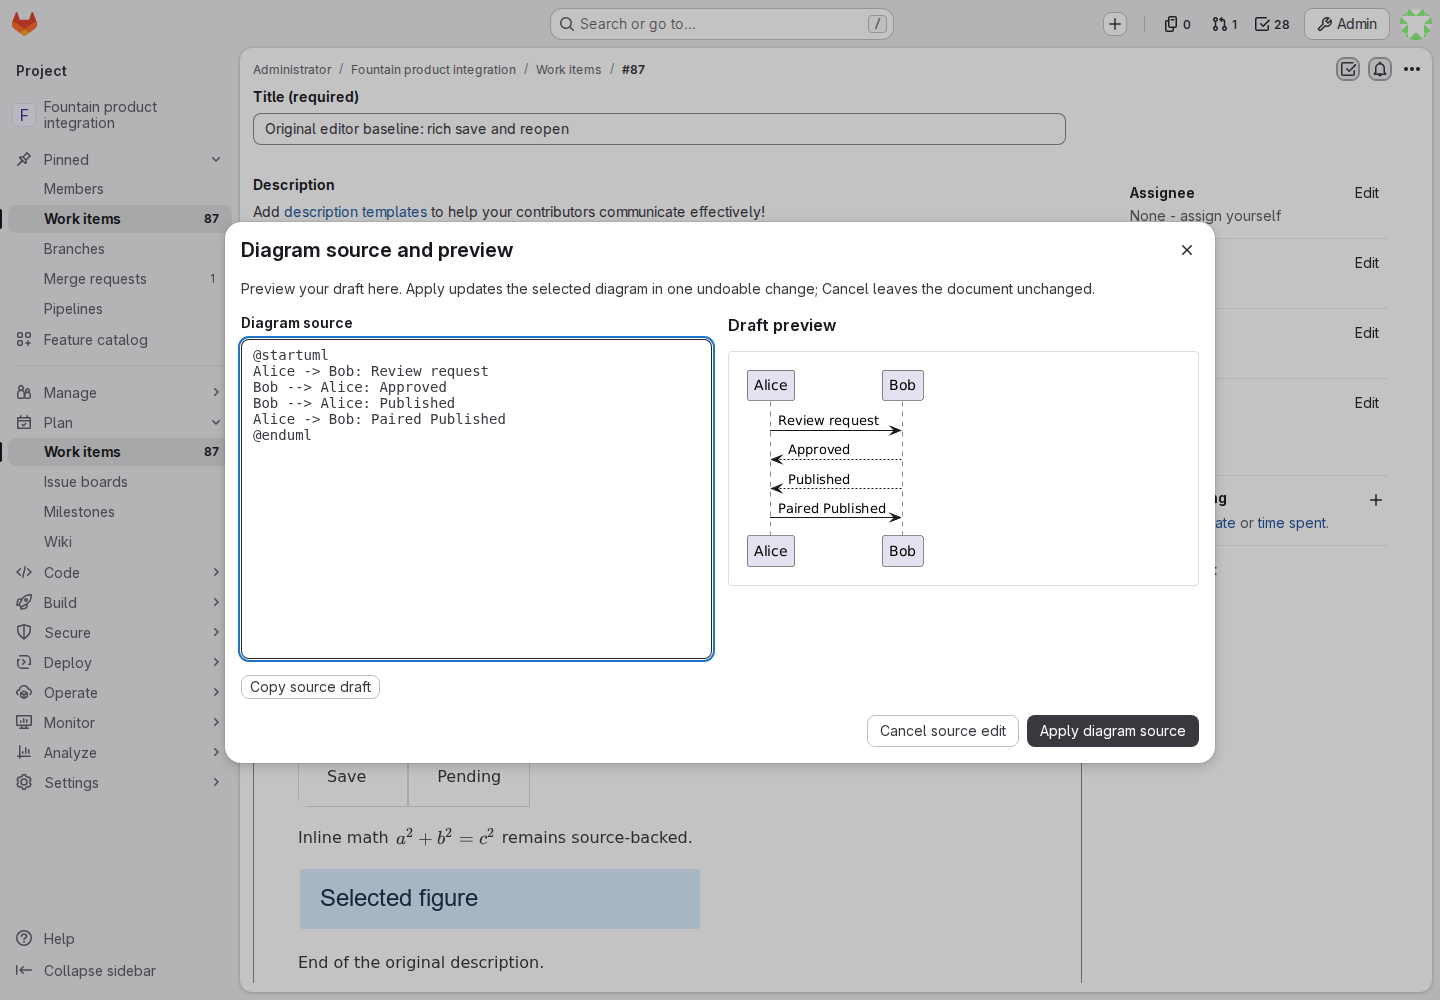 Search or go to...
/
0
1
28
Admin
Project
F
Fountain product
integration
Pinned
Members
Work items
87
Branches
Merge requests
1
Pipelines
Feature catalog
Manage
Plan
Work items
87
Issue boards
Milestones
Wiki
Code
Build
Secure
Deploy
Operate
Monitor
Analyze
Settings
Help
Collapse sidebar
Administrator / Fountain product integration / Work items / #87
Title (required)
Original editor baseline: rich save and reopen
Description
Add description templates to help your contributors communicate effectively!
Assignee
Edit
None - assign yourself
Edit
Edit
Edit
or time spent.
Diagram source and preview
Preview your draft here. Apply updates the selected diagram in one undoable change; Cancel leaves the document unchanged.
Diagram source
@startuml
Alice -> Bob: Review request
Bob --> Alice: Approved
Bob --> Alice: Published
Alice -> Bob: Paired Published
@enduml
Copy source draft
Draft preview
Alice
Bob
Review request
Approved
Published
Paired Published
Alice
Bob
Cancel source edit
Apply diagram source
Save
Pending
Inline math a² + b² = c² remains source-backed.
Selected figure
End of the original description.